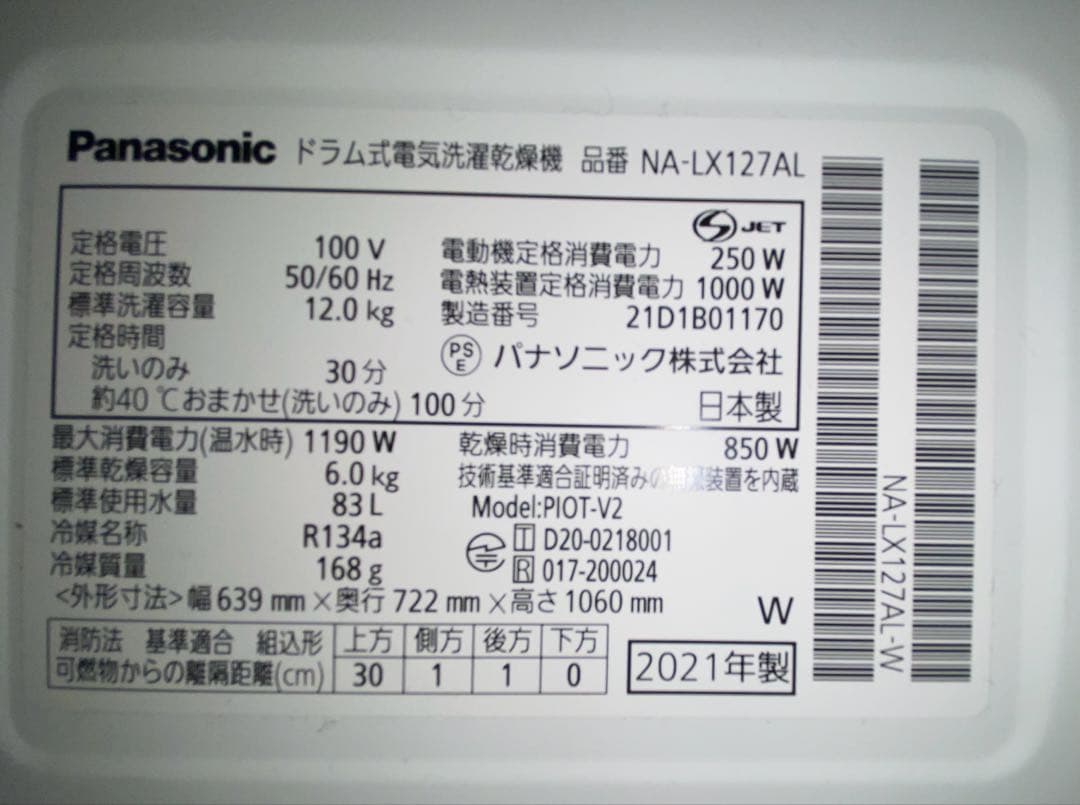 Panasonic ドラム式電気洗濯乾燥機 品番 NA-LX127AL
JET
定格電圧 100 V
定格周波数 50/60 Hz
標準洗濯容量 12.0 kg
定格時間
洗いのみ 30 分
約40 ℃おまかせ(洗いのみ) 100 分
電動機定格消費電力 250 W
電熱装置定格消費電力 1000 W
製造番号 21D1B01170
PSE パナソニック株式会社
日本製
最大消費電力(温水時) 1190 W
標準乾燥容量 6.0 kg
標準使用水量 83 L
冷媒名称 R134a
冷媒質量 168 g
乾燥時消費電力 850 W
技術基準適合証明済みの無線装置を内蔵
Model:PIOT-V2
T D20-0218001
R 017-200024
<外形寸法> 幅 639 mm × 奥行 722 mm × 高さ 1060 mm
W
消防法 基準適合 組込形 上方 側方 後方 下方
可燃物からの離隔距離(cm) 30 1 1 0
2021年製
NA-LX127AL-W